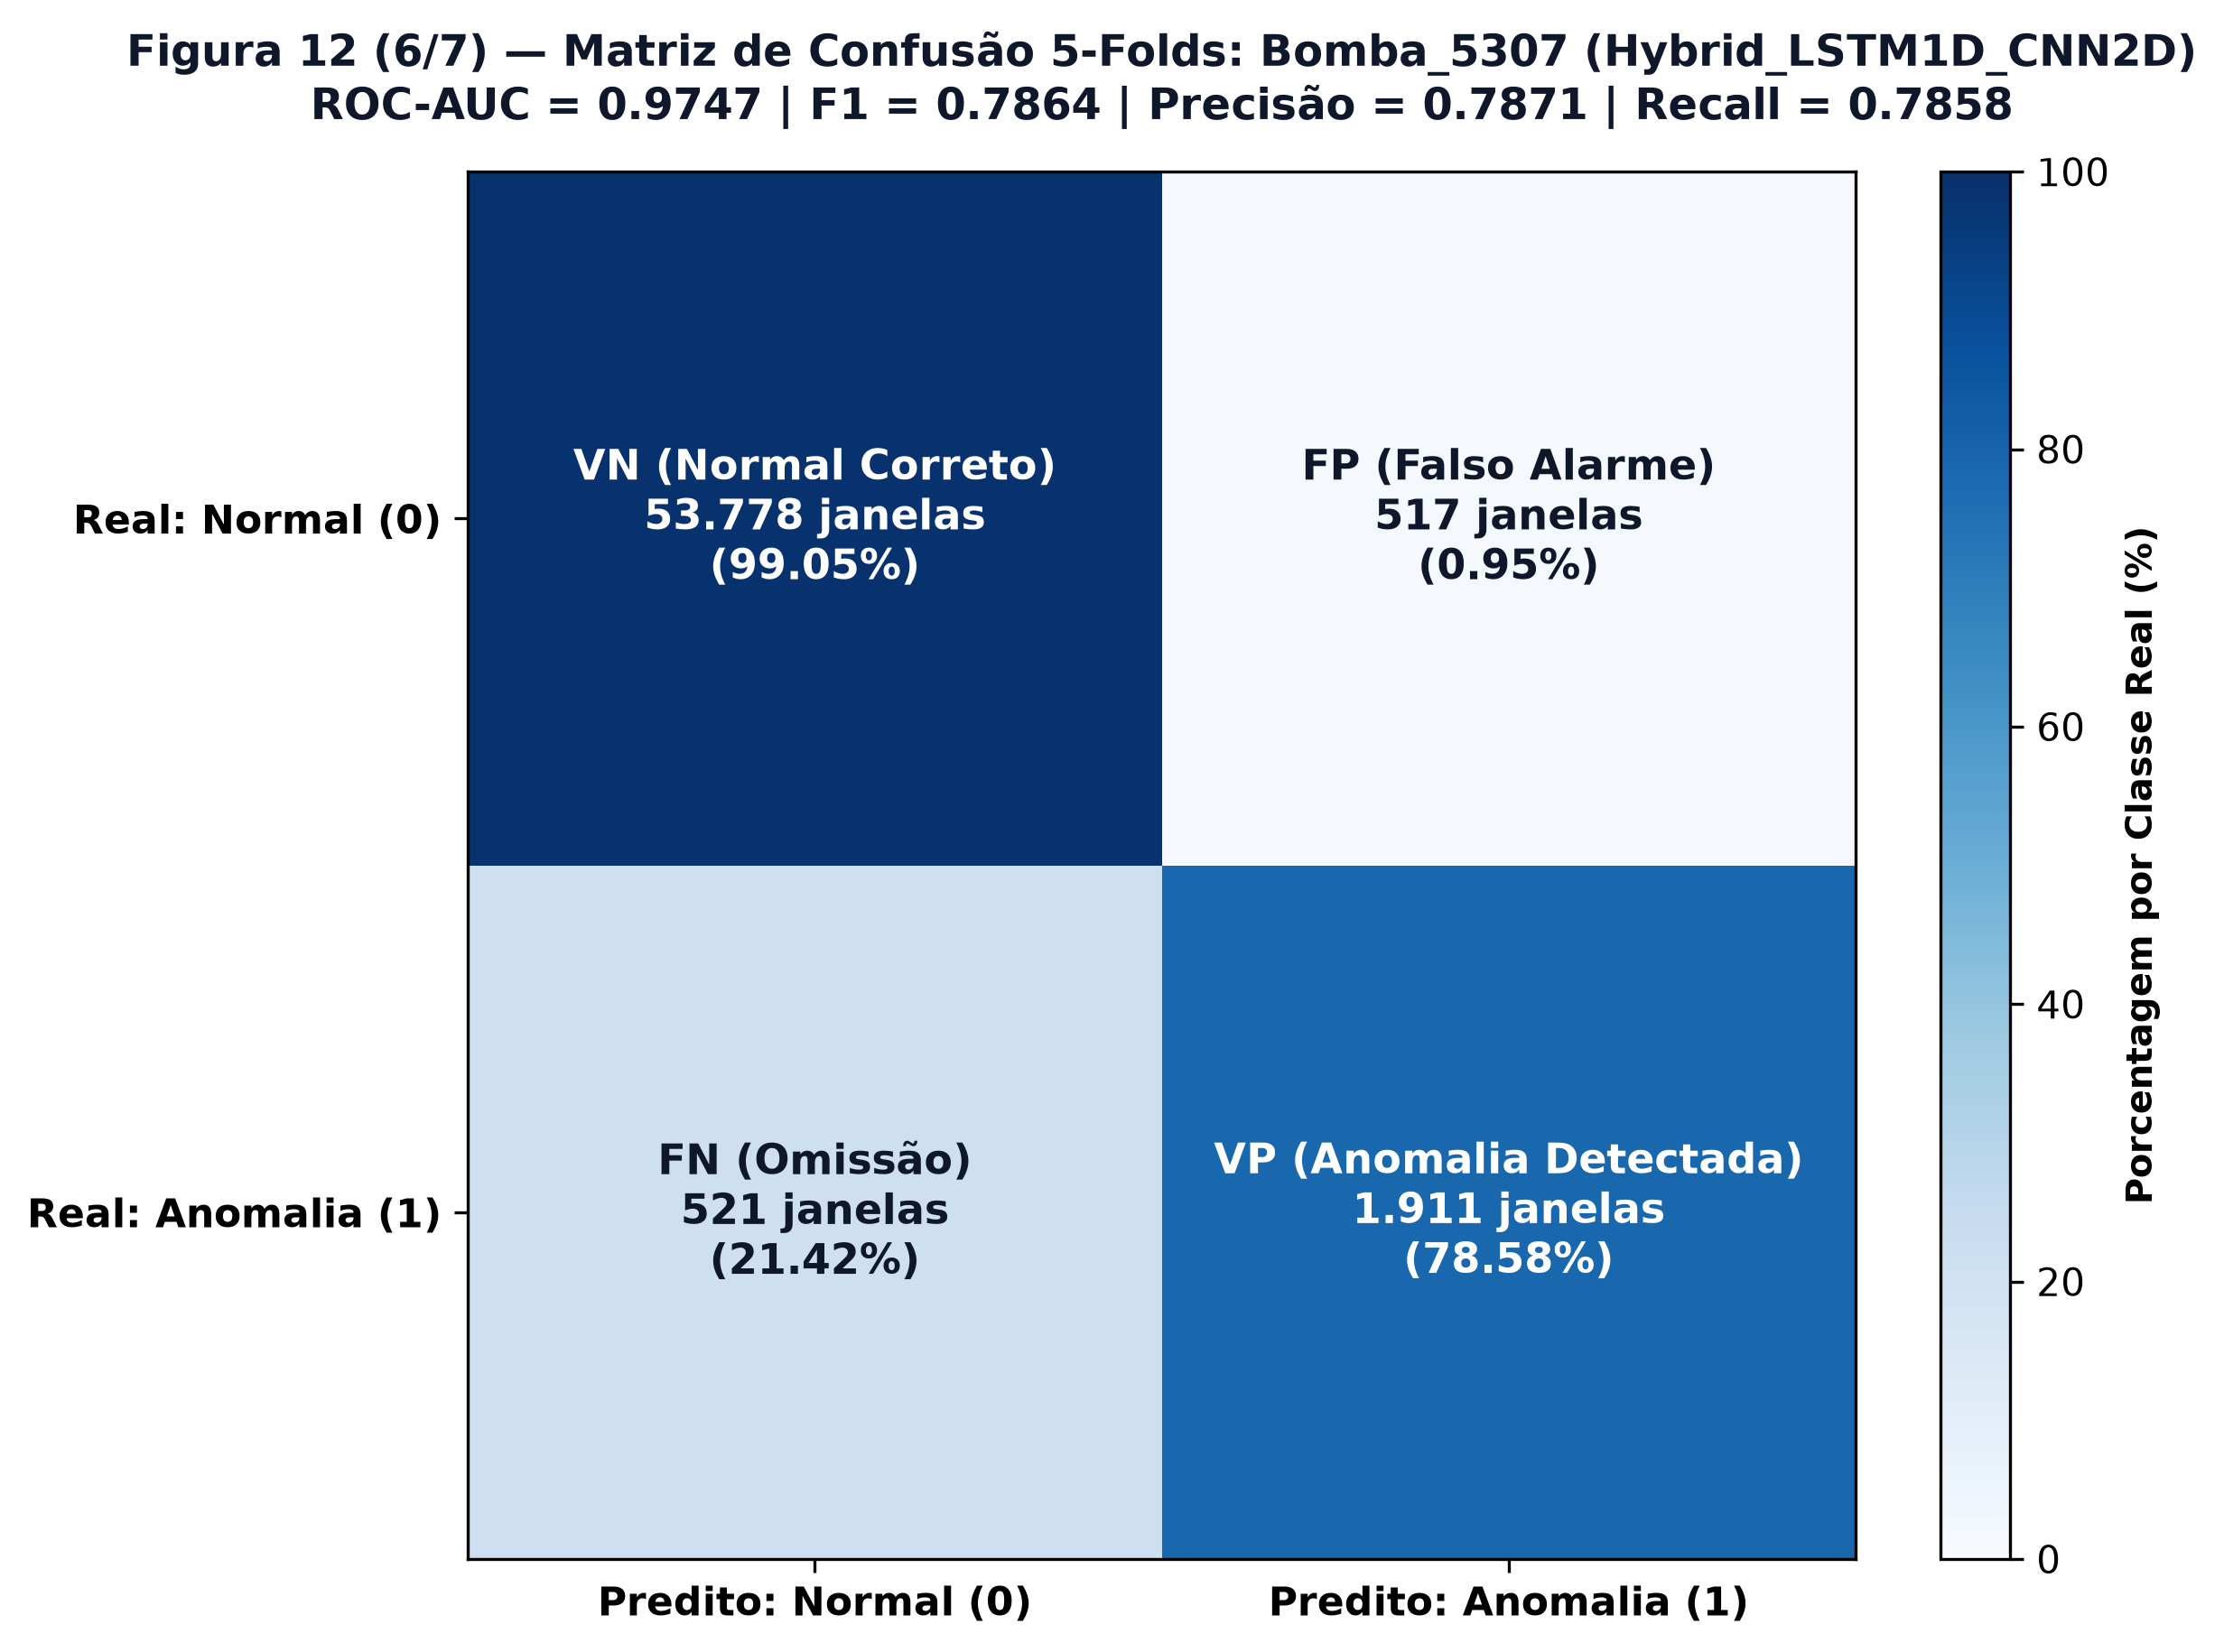 Figura 12 (6/7) — Matriz de Confusão 5-Folds: Bomba_5307 (Hybrid_LSTM1D_CNN2D)
ROC-AUC = 0.9747 | F1 = 0.7864 | Precisão = 0.7871 | Recall = 0.7858
Real: Normal (0)
VN (Normal Correto)
53.778 janelas
(99.05%)
FP (Falso Alarme)
517 janelas
(0.95%)
Real: Anomalia (1)
FN (Omissão)
521 janelas
(21.42%)
VP (Anomalia Detectada)
1.911 janelas
(78.58%)
Predito: Normal (0)
Predito: Anomalia (1)
100
80
60
40
20
0
Porcentagem por Classe Real (%)